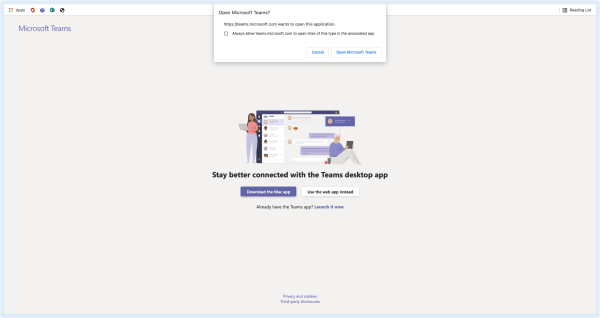 Apps
Reading List
Microsoft Teams
Open Microsoft Teams?
https://teams.microsoft.com wants to open this application.
Always allow teams.microsoft.com to open links of this type in the associated app
Cancel
Open Microsoft Teams
Stay better connected with the Teams desktop app
Download the Mac app
Use the web app instead
Already have the Teams app? Launch it now
Privacy and cookies
Third-party disclosures